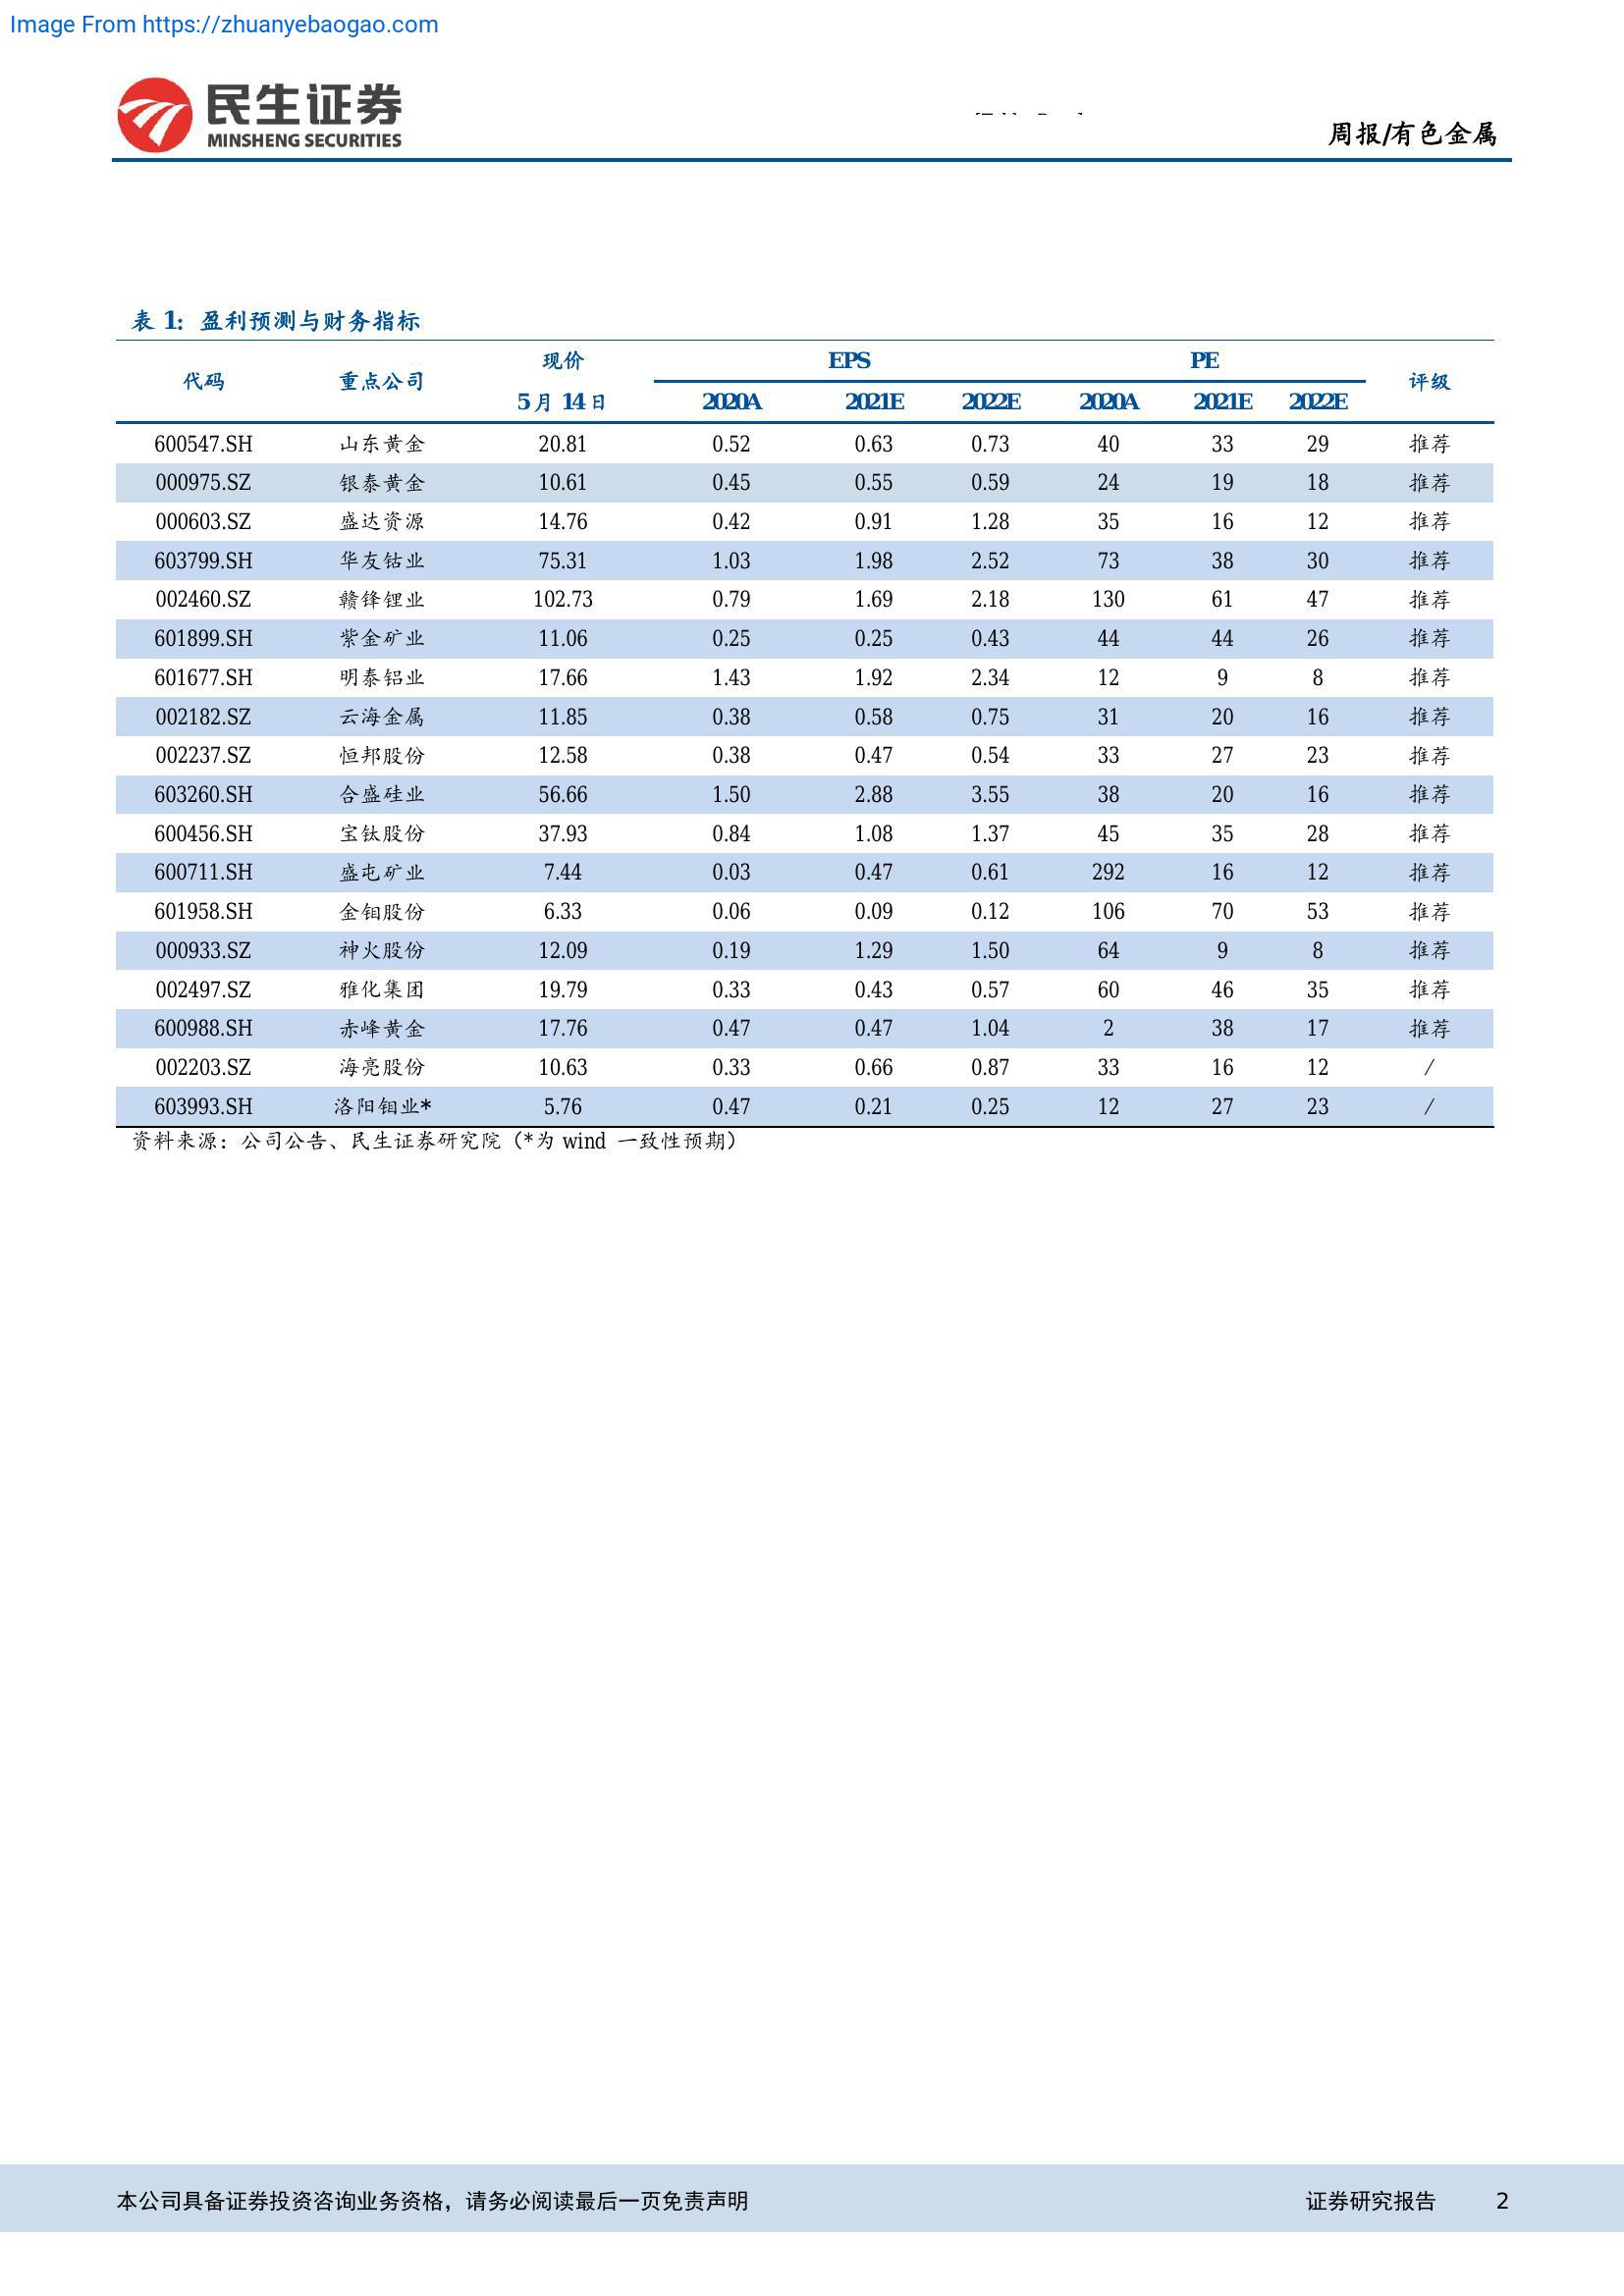 Image From https://zhuanyebaogao.com
民生证券
MINSHENG SECURITIES
周报/有色金属
表 1：盈利预测与财务指标
代码 重点公司 现价 EPS PE 评级
5 月 14 日 2020A 2021E 2022E 2020A 2021E 2022E
600547.SH 山东黄金 20.81 0.52 0.63 0.73 40 33 29 推荐
000975.SZ 银泰黄金 10.61 0.45 0.55 0.59 24 19 18 推荐
000603.SZ 盛达资源 14.76 0.42 0.91 1.28 35 16 12 推荐
603799.SH 华友钴业 75.31 1.03 1.98 2.52 73 38 30 推荐
002460.SZ 赣锋锂业 102.73 0.79 1.69 2.18 130 61 47 推荐
601899.SH 紫金矿业 11.06 0.25 0.25 0.43 44 44 26 推荐
601677.SH 明泰铝业 17.66 1.43 1.92 2.34 12 9 8 推荐
002182.SZ 云海金属 11.85 0.38 0.58 0.75 31 20 16 推荐
002237.SZ 恒邦股份 12.58 0.38 0.47 0.54 33 27 23 推荐
603260.SH 合盛硅业 56.66 1.50 2.88 3.55 38 20 16 推荐
600456.SH 宝钛股份 37.93 0.84 1.08 1.37 45 35 28 推荐
600711.SH 盛屯矿业 7.44 0.03 0.47 0.61 292 16 12 推荐
601958.SH 金钼股份 6.33 0.06 0.09 0.12 106 70 53 推荐
000933.SZ 神火股份 12.09 0.19 1.29 1.50 64 9 8 推荐
002497.SZ 雅化集团 19.79 0.33 0.43 0.57 60 46 35 推荐
600988.SH 赤峰黄金 17.76 0.47 0.47 1.04 2 38 17 推荐
002203.SZ 海亮股份 10.63 0.33 0.66 0.87 33 16 12 /
603993.SH 洛阳钼业* 5.76 0.47 0.21 0.25 12 27 23 /
资料来源：公司公告、民生证券研究院（*为 wind 一致性预期）
本公司具备证券投资咨询业务资格，请务必阅读最后一页免责声明 证券研究报告 2